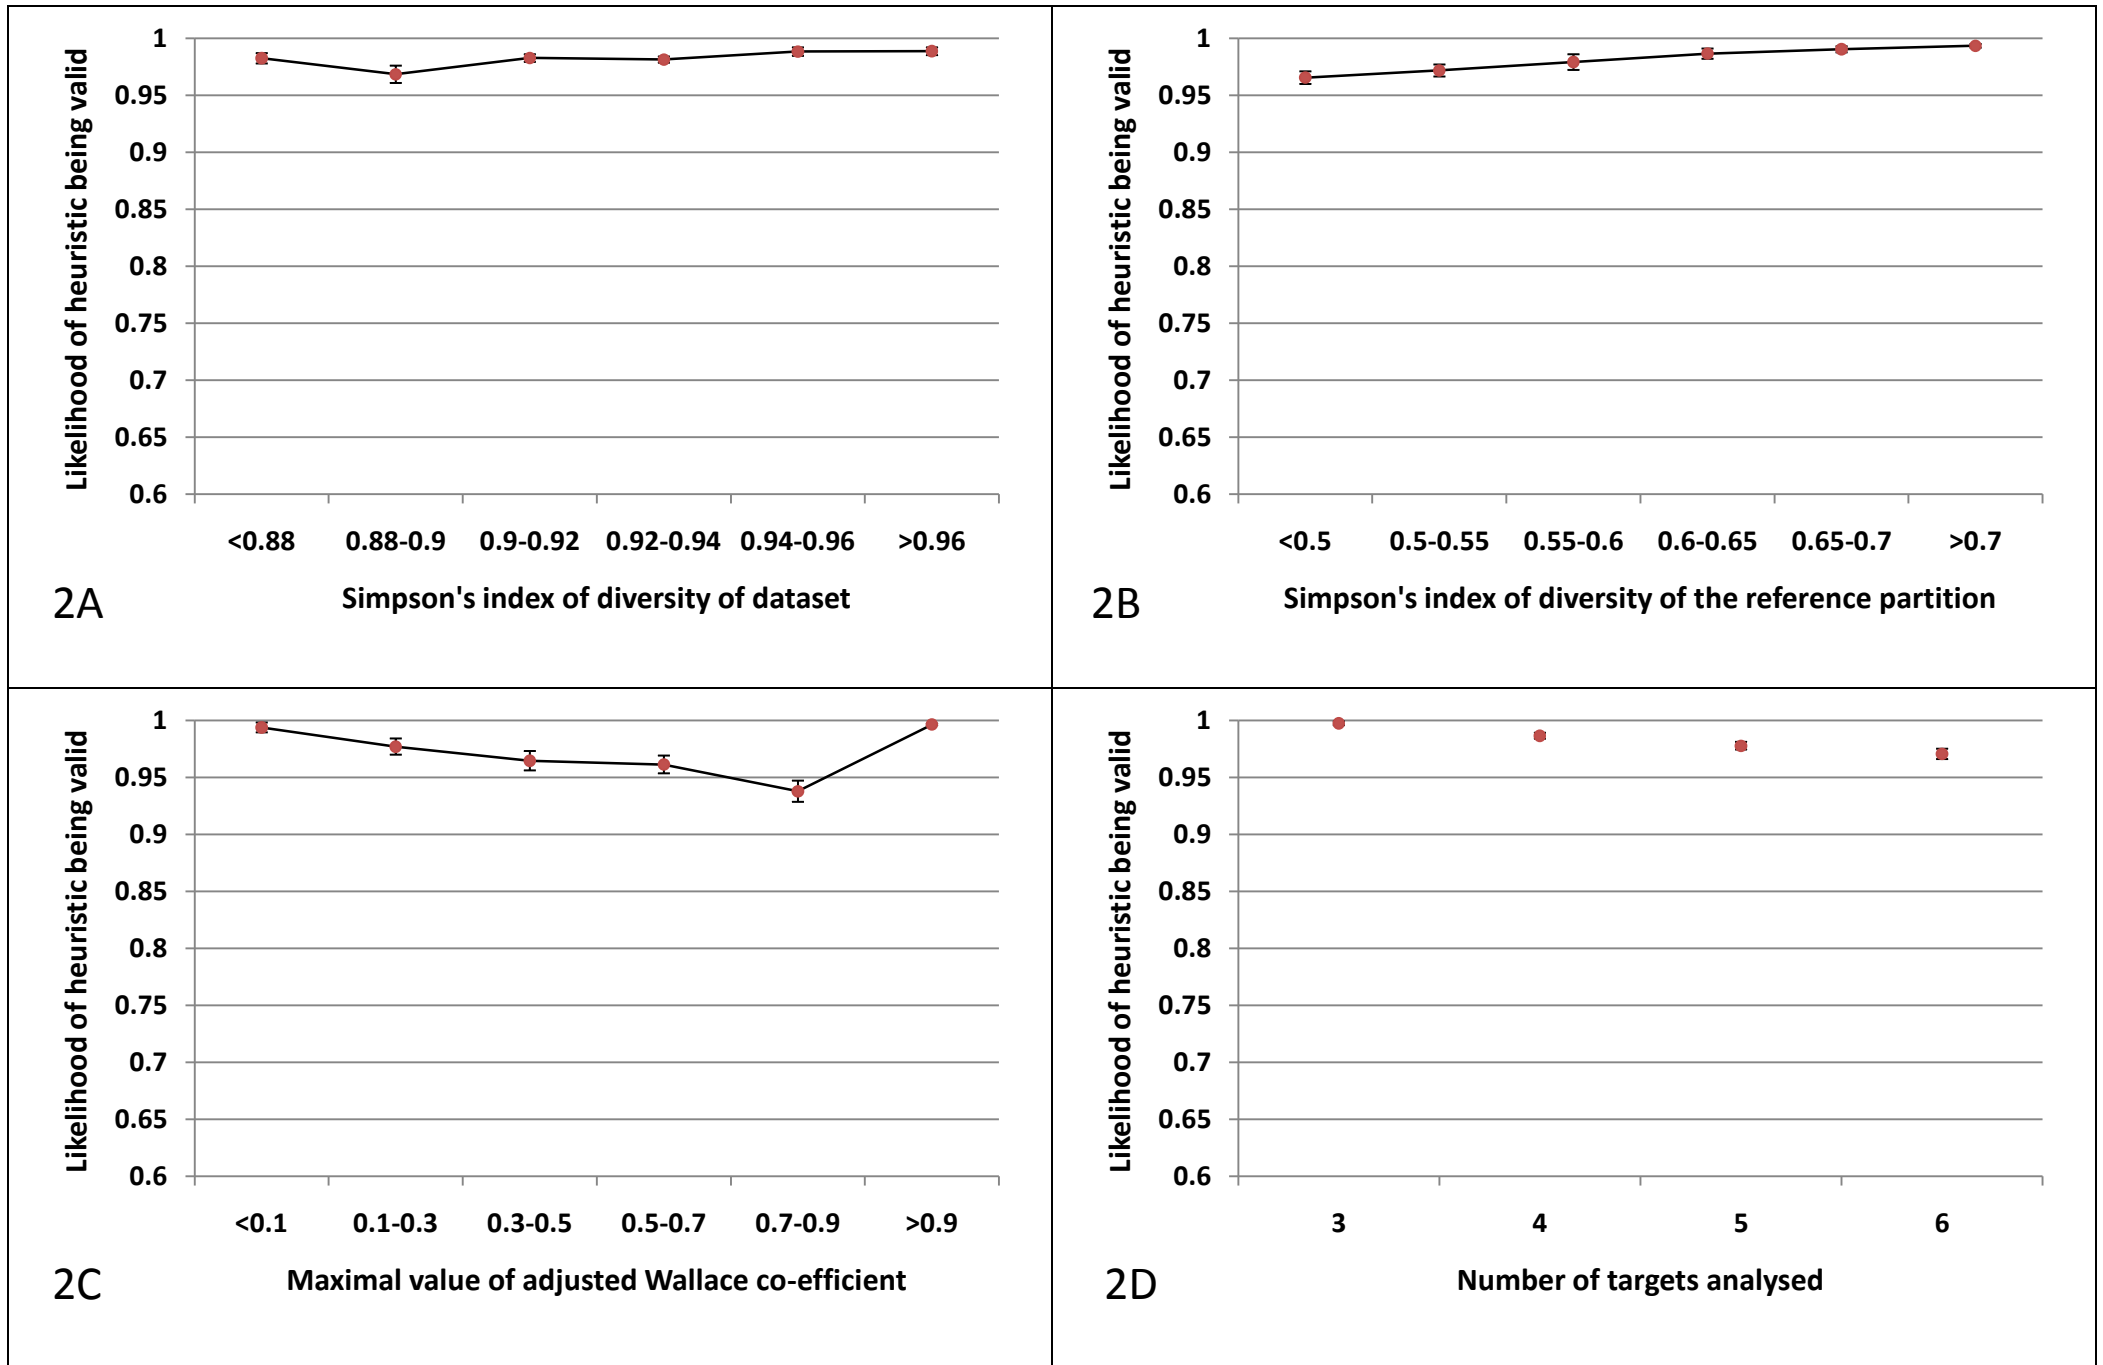 Likelihood of heuristic being valid
1
0.95
0.9
0.85
0.8
0.75
0.7
0.65
0.6
<0.88 0.88-0.9 0.9-0.92 0.92-0.94 0.94-0.96 >0.96
Simpson's index of diversity of dataset
2A
Likelihood of heuristic being valid
1
0.95
0.9
0.85
0.8
0.75
0.7
0.65
0.6
<0.5 0.5-0.55 0.55-0.6 0.6-0.65 0.65-0.7 >0.7
Simpson's index of diversity of the reference partition
2B
Likelihood of heuristic being valid
1
0.95
0.9
0.85
0.8
0.75
0.7
0.65
0.6
<0.1 0.1-0.3 0.3-0.5 0.5-0.7 0.7-0.9 >0.9
Maximal value of adjusted Wallace co-efficient
2C
Likelihood of heuristic being valid
1
0.95
0.9
0.85
0.8
0.75
0.7
0.65
0.6
3 4 5 6
Number of targets analysed
2D